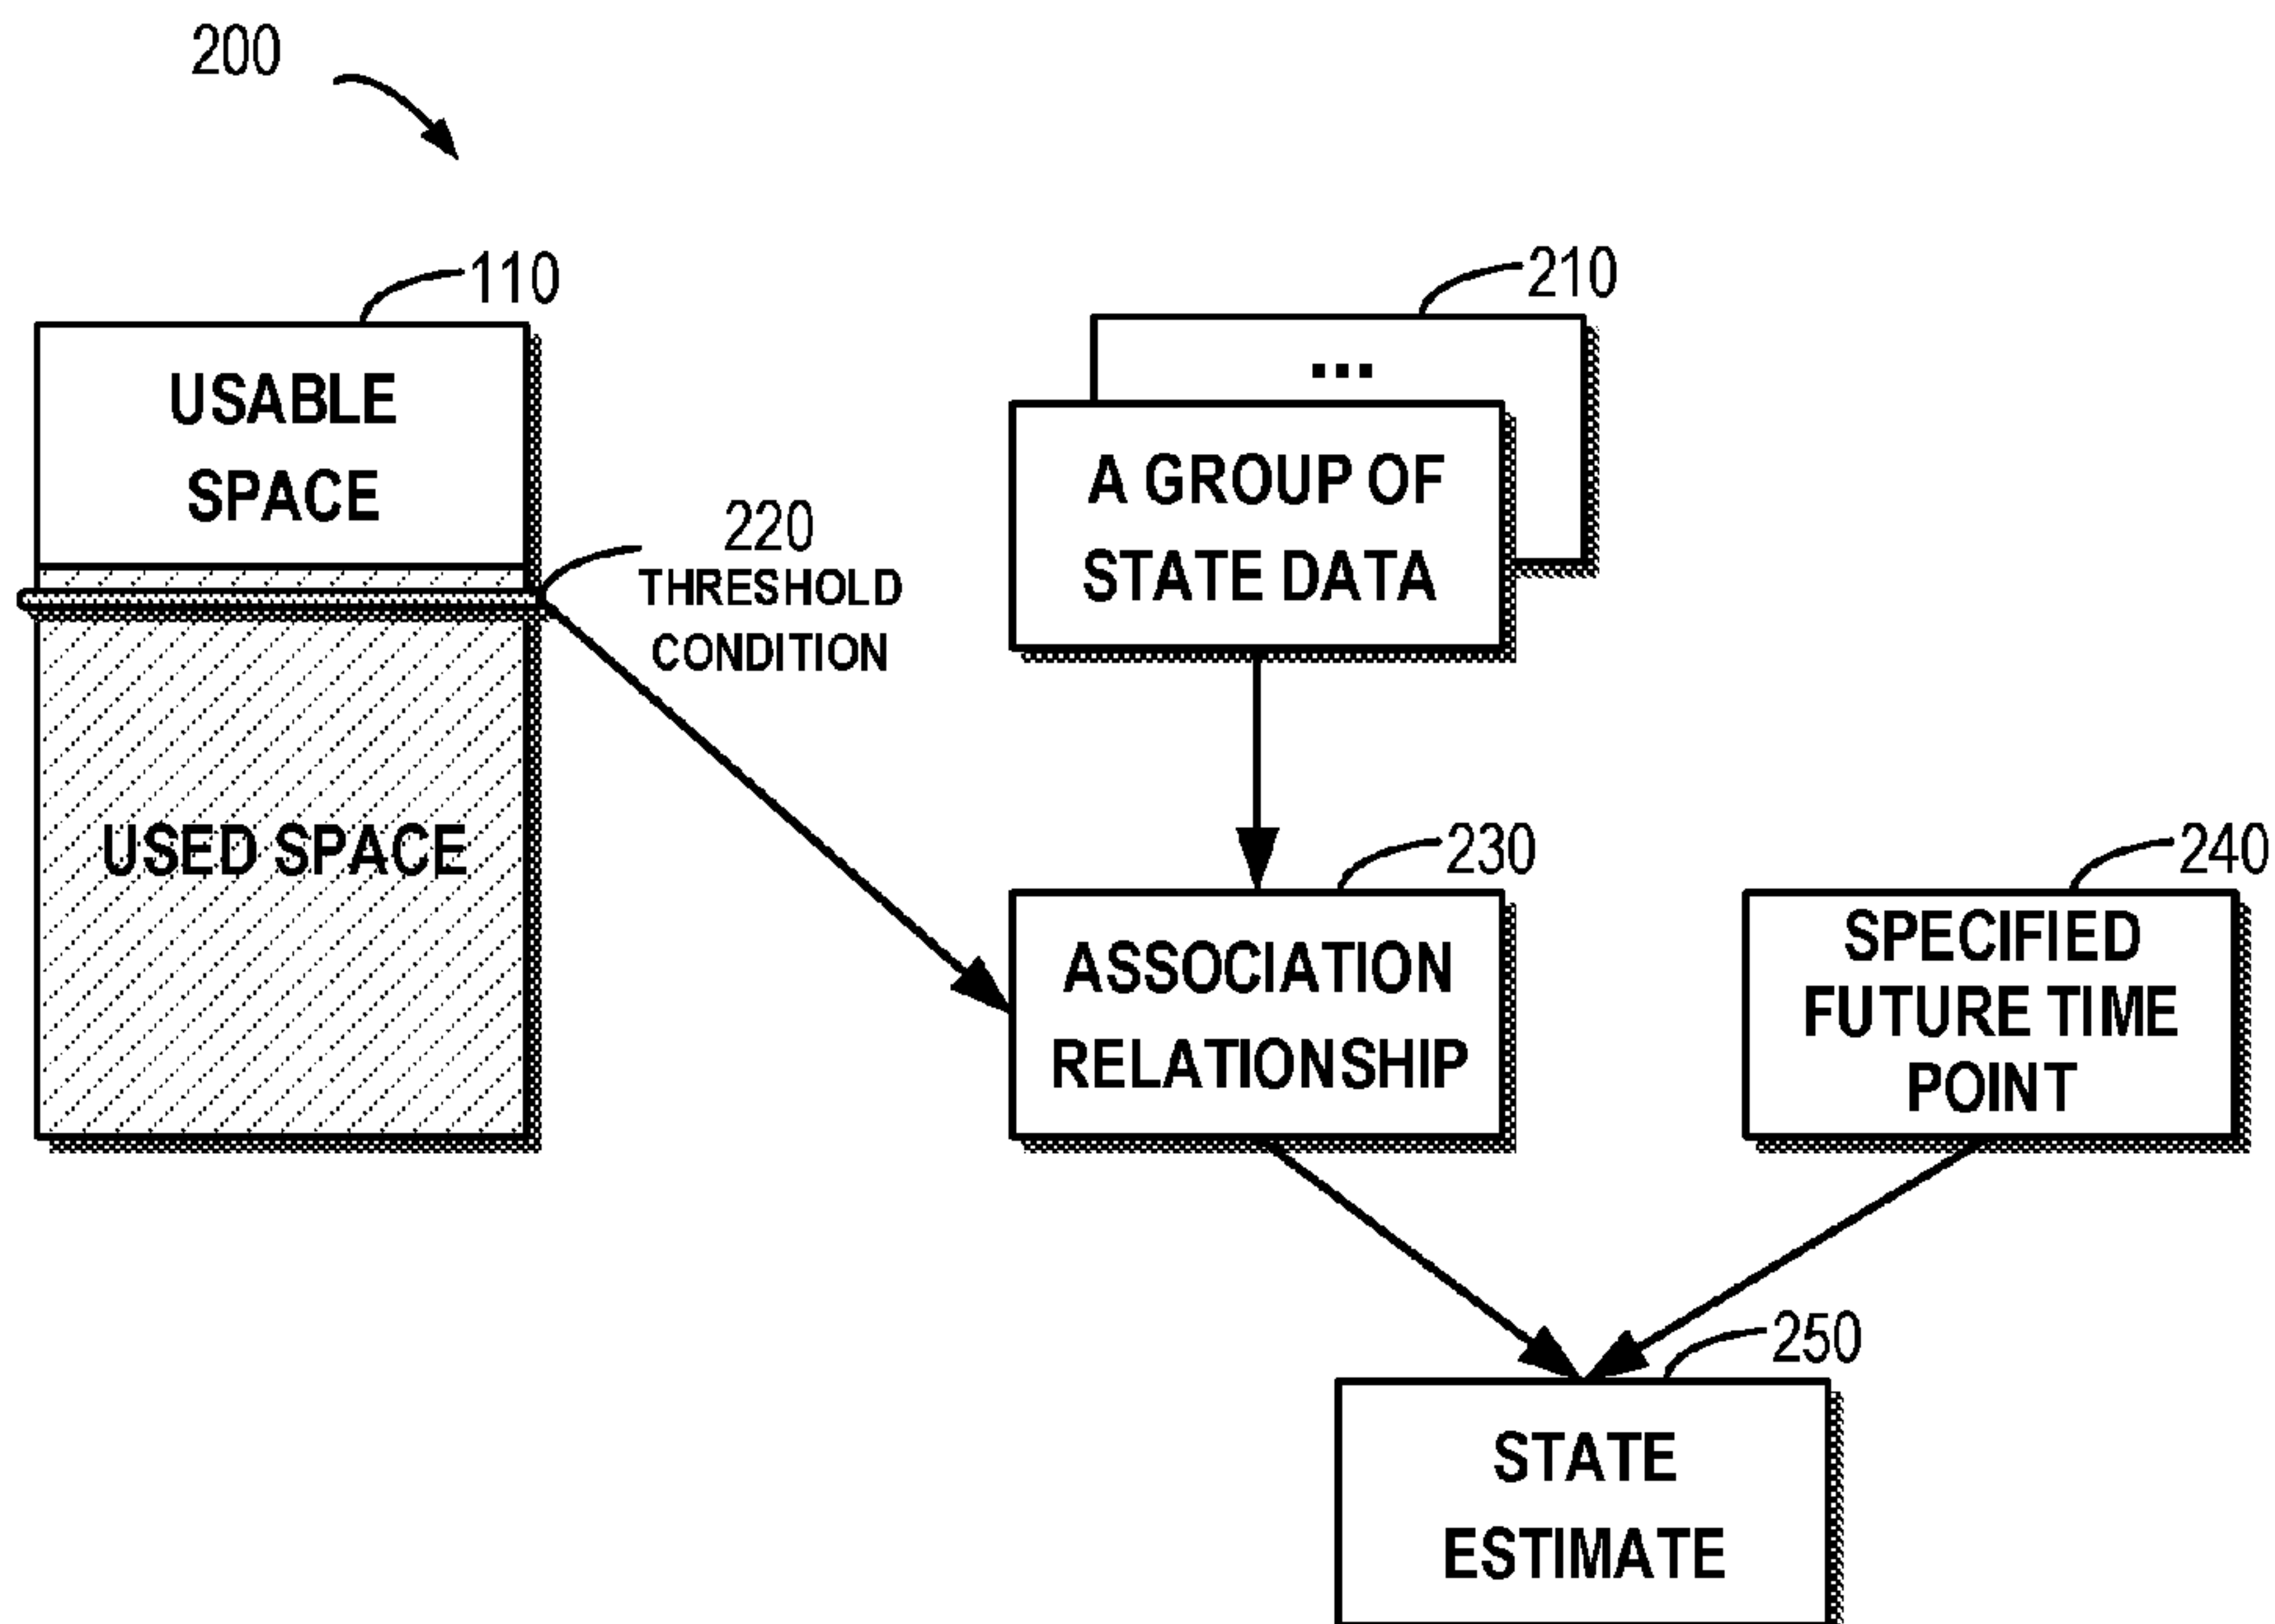 200
110
USABLE
SPACE
USED SPACE
220
THRESHOLD
CONDITION
210
...
A GROUP OF
STATE DATA
230
ASSOCIATION
RELATIONSHIP
240
SPECIFIED
FUTURE TIME
POINT
250
STATE
ESTIMATE